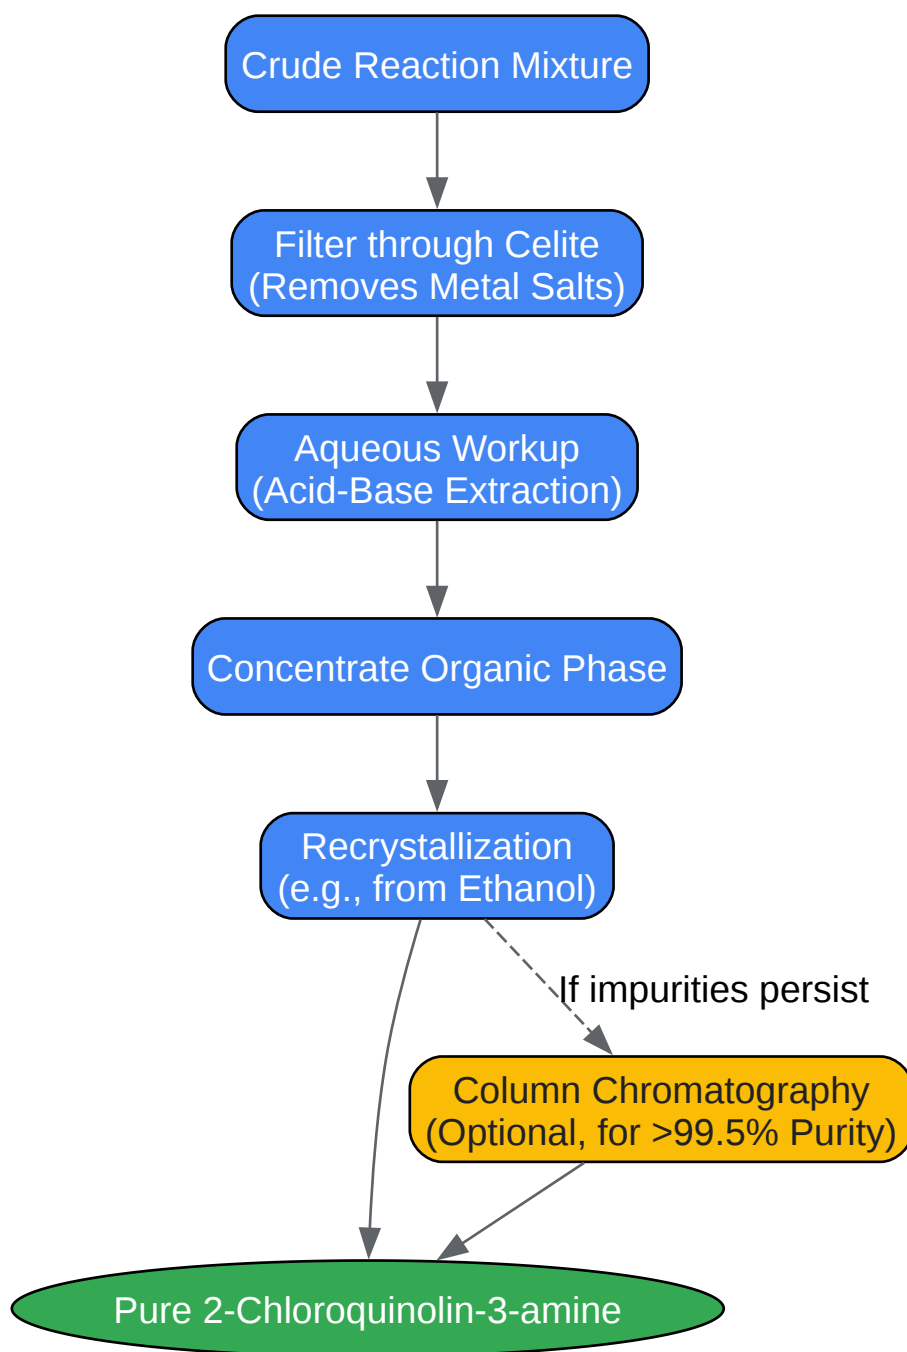 Crude Reaction Mixture
Filter through Celite
(Removes Metal Salts)
Aqueous Workup
(Acid-Base Extraction)
Concentrate Organic Phase
Recrystallization
(e.g., from Ethanol)
If impurities persist
Column Chromatography
(Optional, for >99.5% Purity)
Pure 2-Chloroquinolin-3-amine